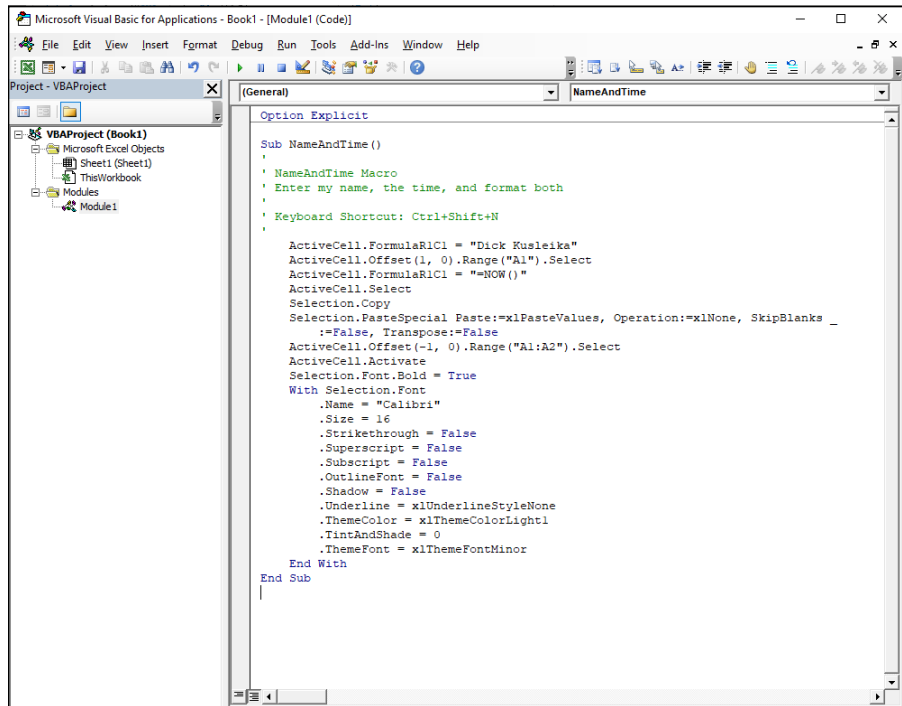 Microsoft Visual Basic for Applications - Book1 - [Module1 (Code)]
File Edit View Insert Format Debug Run Tools Add-Ins Window Help
Project - VBAProject
VBAProject (Book1)
Microsoft Excel Objects
Sheet1 (Sheet1)
ThisWorkbook
Modules
Module1
(General)
NameAndTime
Option Explicit
Sub NameAndTime()
'
' NameAndTime Macro
' Enter my name, the time, and format both
'
' Keyboard Shortcut: Ctrl+Shift+N
'
    ActiveCell.FormulaR1C1 = "Dick Kusleika"
    ActiveCell.Offset(1, 0).Range("A1").Select
    ActiveCell.FormulaR1C1 = "=NOW()"
    ActiveCell.Select
    Selection.Copy
    Selection.PasteSpecial Paste:=xlPasteValues, Operation:=xlNone, SkipBlanks _
        :=False, Transpose:=False
    ActiveCell.Offset(-1, 0).Range("A1:A2").Select
    ActiveCell.Activate
    Selection.Font.Bold = True
    With Selection.Font
        .Name = "Calibri"
        .Size = 16
        .Strikethrough = False
        .Superscript = False
        .Subscript = False
        .OutlineFont = False
        .Shadow = False
        .Underline = xlUnderlineStyleNone
        .ThemeColor = xlThemeColorLight1
        .TintAndShade = 0
        .ThemeFont = xlThemeFontMinor
    End With
End Sub